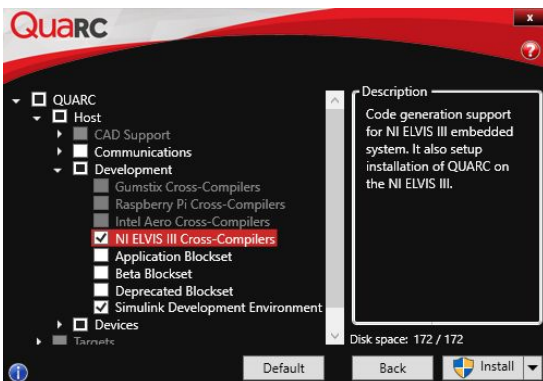 QUARC
x
?
QUARC
Host
CAD Support
Communications
Development
Gumstix Cross-Compilers
Raspberry Pi Cross-Compilers
Intel Aero Cross-Compilers
NI ELVIS III Cross-Compilers
Application Blockset
Beta Blockset
Deprecated Blockset
Simulink Development Environment
Devices
Targets
Description
Code generation support
for NI ELVIS III embedded
system. It also setup
installation of QUARC on
the NI ELVIS III.
Disk space: 172 / 172
i
Default
Back
Install